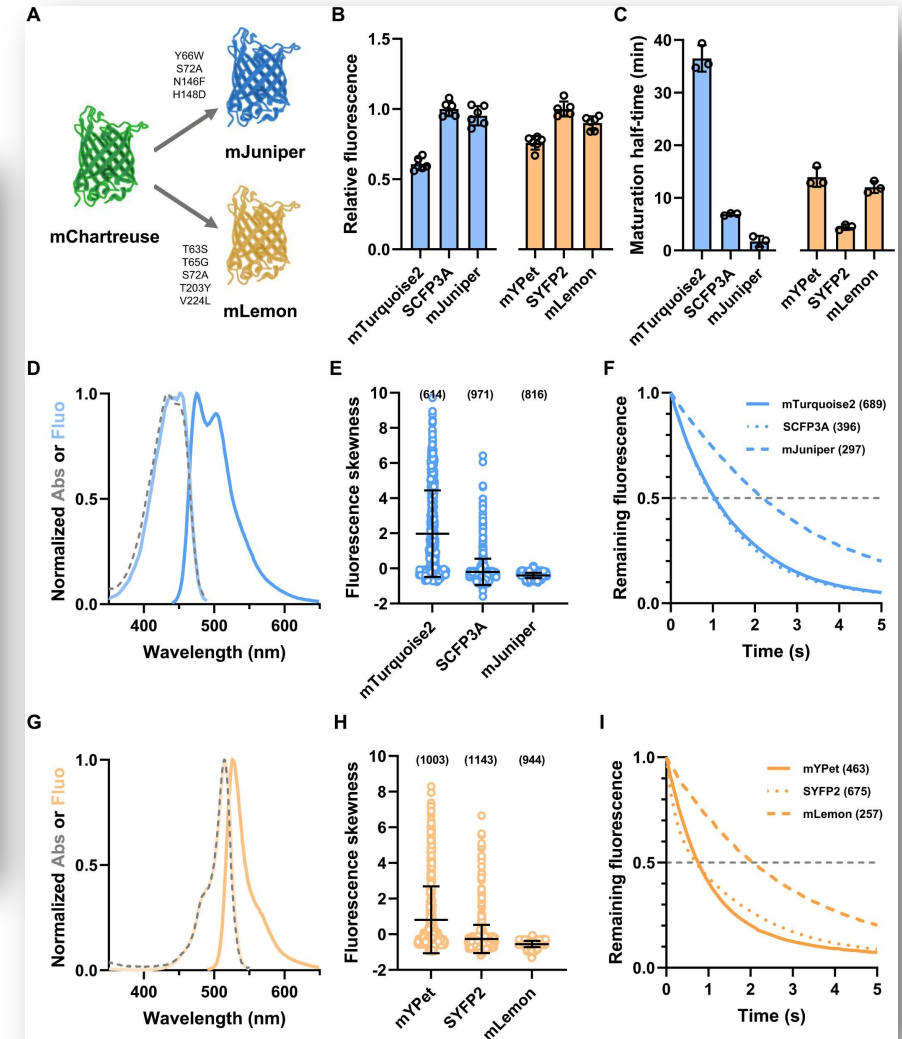 A
Y66W
S72A
N146F
H148D
mJuniper
mChartreuse
T63S
T65G
S72A
T203Y
V224L
mLemon
B
Relative fluorescence
1.5
1.0
0.5
0.0
mTurquoise2
SCFP3A
mJuniper
mYPet
SYFP2
mLemon
C
Maturation half-time (min)
40
30
20
10
0
mTurquoise2
SCFP3A
mJuniper
mYPet
SYFP2
mLemon
D
Normalized Abs or Fluo
1.0
0.5
0.0
400 500 600
Wavelength (nm)
E
Fluorescence skewness
10
8
6
4
2
0
-2
(614) (971) (816)
mTurquoise2
SCFP3A
mJuniper
F
Remaining fluorescence
1.0
0.5
0.0
mTurquoise2 (689)
SCFP3A (396)
mJuniper (297)
0 1 2 3 4 5
Time (s)
G
Normalized Abs or Fluo
1.0
0.5
0.0
400 500 600
Wavelength (nm)
H
Fluorescence skewness
10
8
6
4
2
0
-2
(1003) (1143) (944)
mYPet
SYFP2
mLemon
I
Remaining fluorescence
1.0
0.5
0.0
mYPet (463)
SYFP2 (675)
mLemon (257)
0 1 2 3 4 5
Time (s)